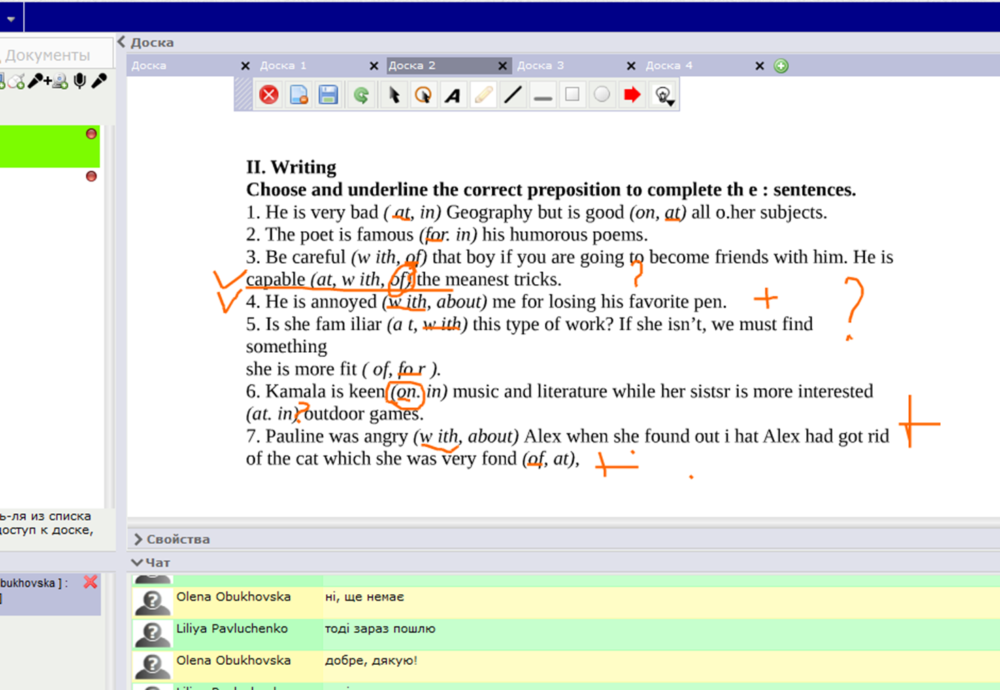 Документы
Доска
Доска
Доска 1
Доска 2
Доска 3
Доска 4
II. Writing
Choose and underline the correct preposition to complete th e : sentences.
1. He is very bad ( at, in) Geography but is good (on, at) all o.her subjects.
2. The poet is famous (for. in) his humorous poems.
3. Be careful (w ith, of) that boy if you are going to become friends with him. He is
capable (at, w ith, of) the meanest tricks.
4. He is annoyed (w ith, about) me for losing his favorite pen.
5. Is she fam iliar (a t, w ith) this type of work? If she isn’t, we must find
something
she is more fit ( of, fo r ).
6. Kamala is keen (on. in) music and literature while her sistsr is more interested
(at. in) outdoor games.
7. Pauline was angry (w ith, about) Alex when she found out i hat Alex had got rid
of the cat which she was very fond (of, at),
ь-ля из списка
доступ к доске,
Свойства
Чат
bukhovska ] :
]
Olena Obukhovska ні, ще немає
Liliya Pavluchenko тоді зараз пошлю
Olena Obukhovska добре, дякую!